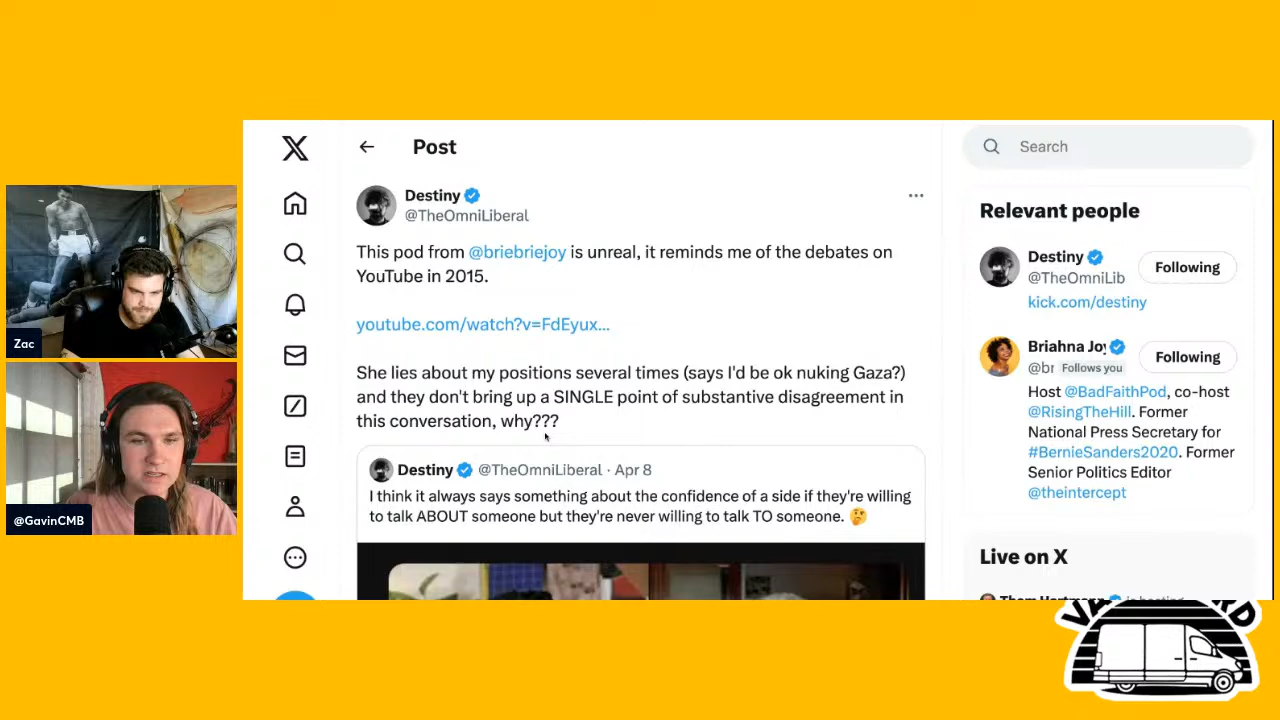 Post
Search
Destiny
@TheOmniLiberal
This pod from @briebriejoy is unreal, it reminds me of the debates on
YouTube in 2015.
youtube.com/watch?v=FdEyux...
She lies about my positions several times (says I'd be ok nuking Gaza?)
and they don't bring up a SINGLE point of substantive disagreement in
this conversation, why???
Destiny @TheOmniLiberal · Apr 8
I think it always says something about the confidence of a side if they're willing
to talk ABOUT someone but they're never willing to talk TO someone. 🤔
Relevant people
Destiny
@TheOmniLib
Following
kick.com/destiny
Briahna Joy
@br Follows you
Following
Host @BadFaithPod, co-host
@RisingTheHill. Former
National Press Secretary for
#BernieSanders2020. Former
Senior Politics Editor
@theintercept
Live on X
Zac
@GavinCMB